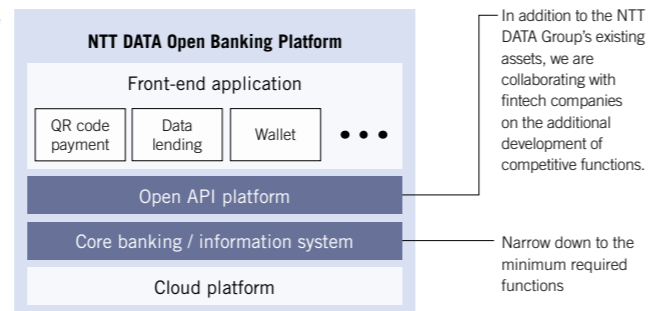 NTT DATA Open Banking Platform
Front-end application
QR code
payment
Data
lending
Wallet
•••
Open API platform
Core banking / information system
Cloud platform
In addition to the NTT
DATA Group’s existing
assets, we are
collaborating with
fintech companies
on the additional
development of
competitive functions.
Narrow down to the
minimum required
functions